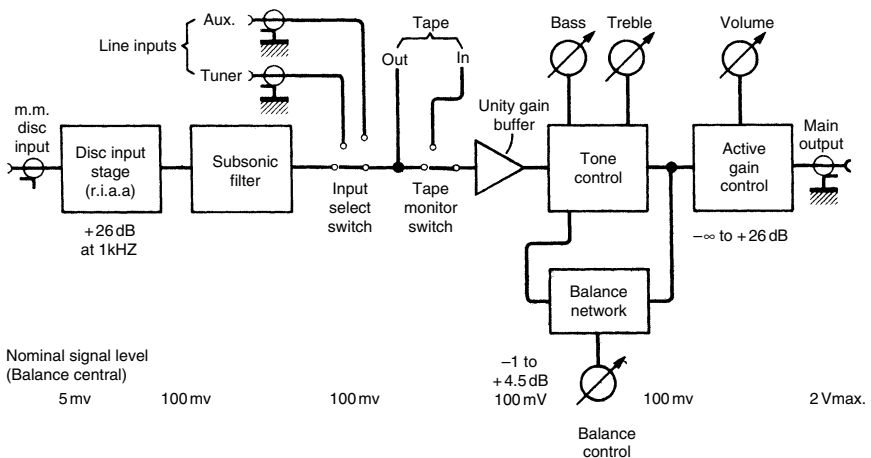 Aux.
Line inputs
Tuner
Tape
Out
In
Bass
Treble
Volume
m.m.
disc
input
Disc input
stage
(r.i.a.a)
+26 dB
at 1kHZ
Subsonic
filter
Input
select
switch
Tape
monitor
switch
Unity gain
buffer
Tone
control
Active
gain
control
Main
output
–∞ to +26 dB
Balance
network
–1 to
+4.5 dB
100 mV
Balance
control
Nominal signal level
(Balance central)
5 mv
100 mv
100 mv
100 mv
2 Vmax.